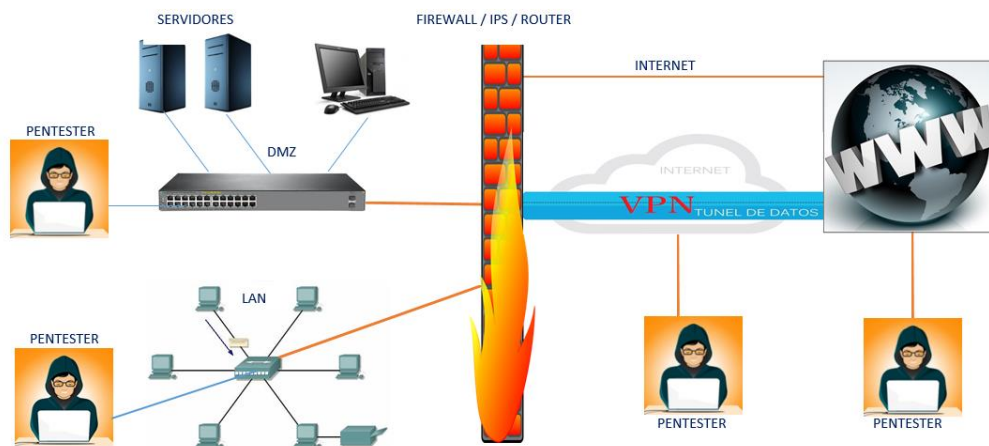 SERVIDORES
FIREWALL / IPS / ROUTER
INTERNET
PENTESTER
DMZ
INTERNET
WWW
VPN TUNEL DE DATOS
LAN
PENTESTER
PENTESTER
PENTESTER